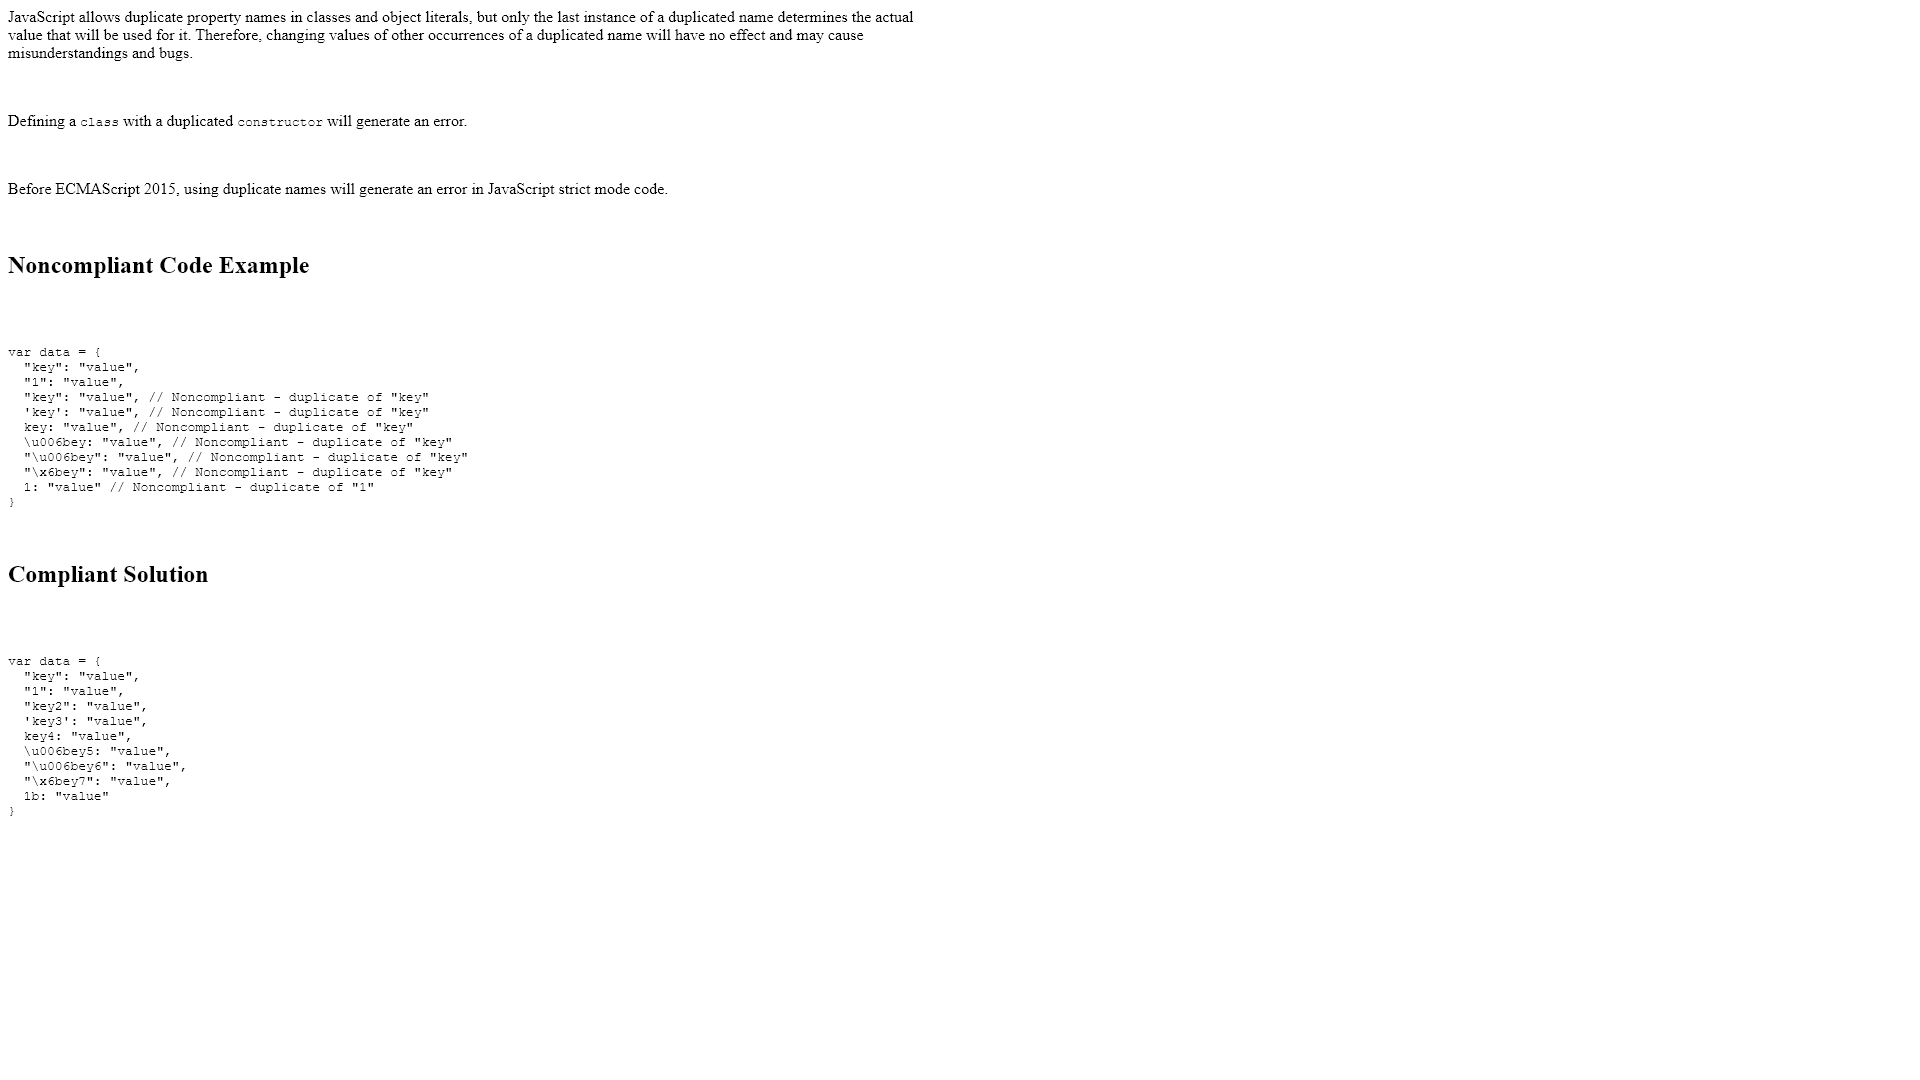 JavaScript allows duplicate property names in classes and object literals, but only the last instance of a duplicated name determines the actual
value that will be used for it. Therefore, changing values of other occurrences of a duplicated name will have no effect and may cause
misunderstandings and bugs.
Defining a class with a duplicated constructor will generate an error.
Before ECMAScript 2015, using duplicate names will generate an error in JavaScript strict mode code.
Noncompliant Code Example
var data = {
  "key": "value",
  "1": "value",
  "key": "value", // Noncompliant - duplicate of "key"
  'key': "value", // Noncompliant - duplicate of "key"
  key: "value", // Noncompliant - duplicate of "key"
  \u006bey: "value", // Noncompliant - duplicate of "key"
  "\u006bey": "value", // Noncompliant - duplicate of "key"
  "\x6bey": "value", // Noncompliant - duplicate of "key"
  1: "value" // Noncompliant - duplicate of "1"
}
Compliant Solution
var data = {
  "key": "value",
  "1": "value",
  "key2": "value",
  'key3': "value",
  key4: "value",
  \u006bey5: "value",
  "\u006bey6": "value",
  "\x6bey7": "value",
  1b: "value"
}